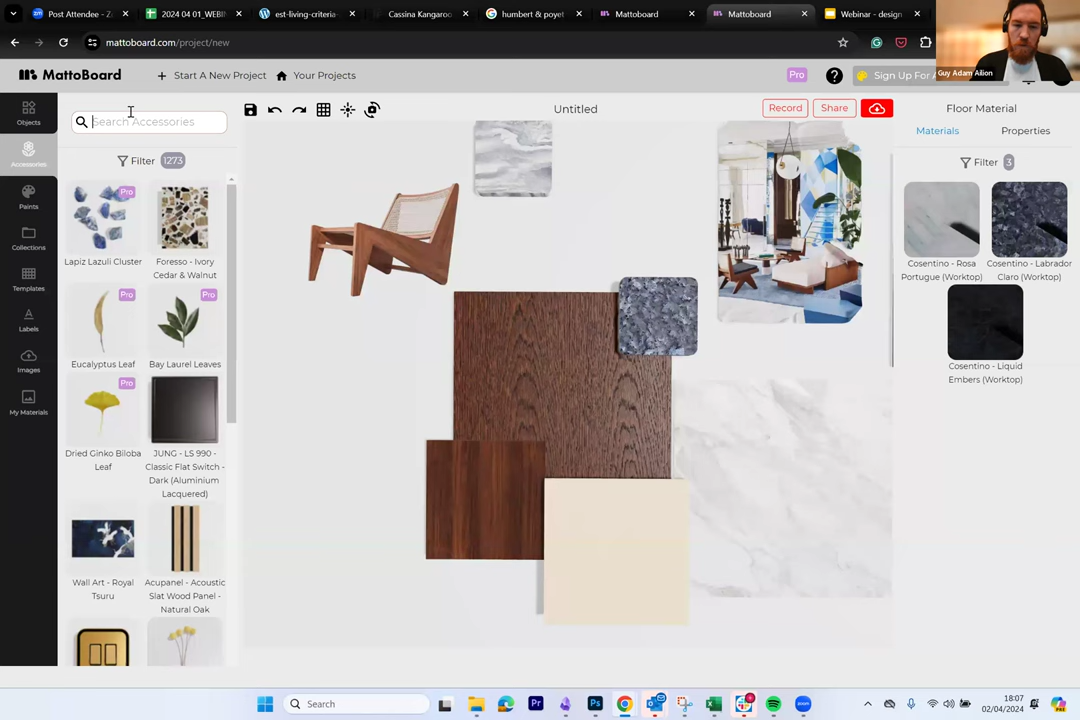 Post Attendee - Z
2024 04 01_WEBIN
est-living-criteria-
Cassina Kangaroo
humbert & poyet
Mattoboard
Mattoboard
Webinar - design
mattoboard.com/project/new
Guy Adam Ailion
MattoBoard
Start A New Project
Your Projects
Pro
Sign Up For A
Objects
Accessories
Paints
Collections
Templates
Labels
Images
My Materials
Search Accessories
Filter 1273
Pro
Lapiz Lazuli Cluster
Foresso - Ivory
Cedar & Walnut
Pro
Eucalyptus Leaf
Pro
Bay Laurel Leaves
Pro
Dried Ginko Biloba
Leaf
JUNG - LS 990 -
Classic Flat Switch -
Dark (Aluminium
Lacquered)
Wall Art - Royal
Tsuru
Acupanel - Acoustic
Slat Wood Panel -
Natural Oak
Untitled
Record
Share
Floor Material
Materials
Properties
Filter 3
Cosentino - Rosa
Portugue (Worktop)
Cosentino - Labrador
Claro (Worktop)
Cosentino - Liquid
Embers (Worktop)
Search
18:07
02/04/2024